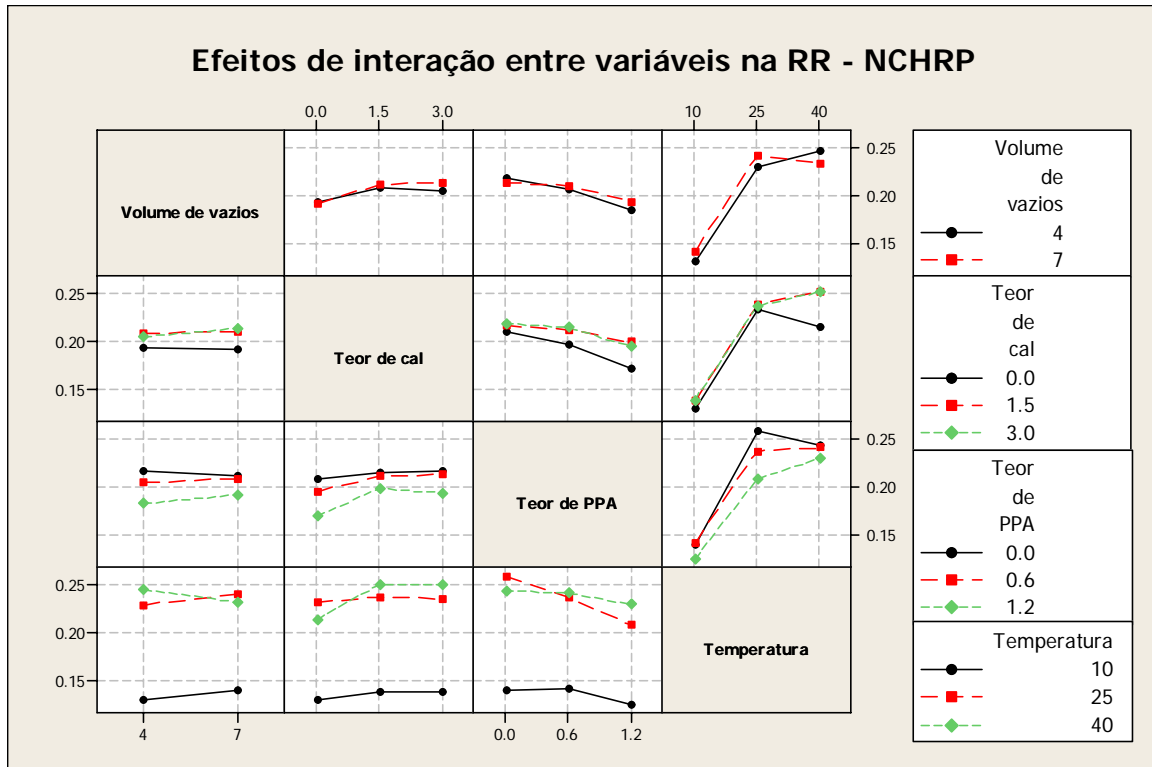 Efeitos de interação entre variáveis na RR - NCHRP
0.0 1.5 3.0 10 25 40
Volume de vazios
0.25
0.20
0.15
0.25
0.20
0.15
Teor de cal
Teor de PPA
0.25
0.20
0.15
0.25
0.20
0.15
Temperatura
4 7 0.0 0.6 1.2
Volume
de
vazios
4
7
Teor
de
cal
0.0
1.5
3.0
Teor
de
PPA
0.0
0.6
1.2
Temperatura
10
25
40